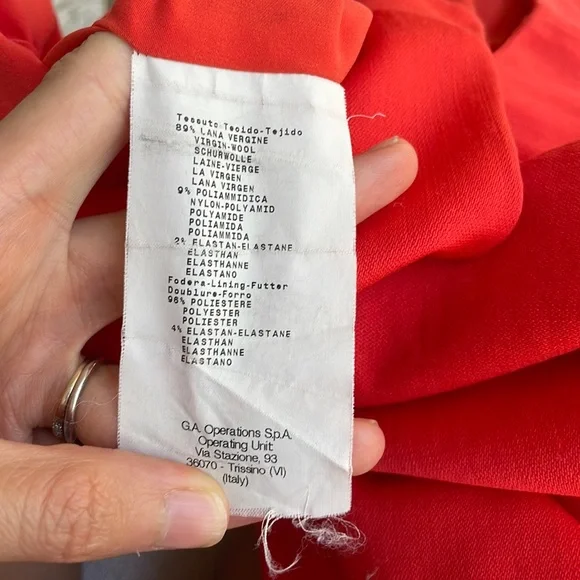 Tessuto Tecido-Tejido
89% LANA VERGINE
VIRGIN-WOOL
SCHURWOLLE
LAINE-VIERGE
LA VIRGEN
LANA VIRGEN
9% POLIAMMIDICA
NYLON-POLYAMID
POLYAMIDE
POLIAMIDA
POLIAMMIDA
2% ELASTAN-ELASTANE
ELASTHAN
ELASTHANNE
ELASTANO
Fodera-Lining-Futter
Doublure-Forro
96% POLIESTERE
POLYESTER
POLIESTER
4% ELASTAN-ELASTANE
ELASTHAN
ELASTHANNE
ELASTANO
G.A. Operations S.p.A.
Operating Unit
Via Stazione, 93
36070 - Trissino (VI)
(Italy)